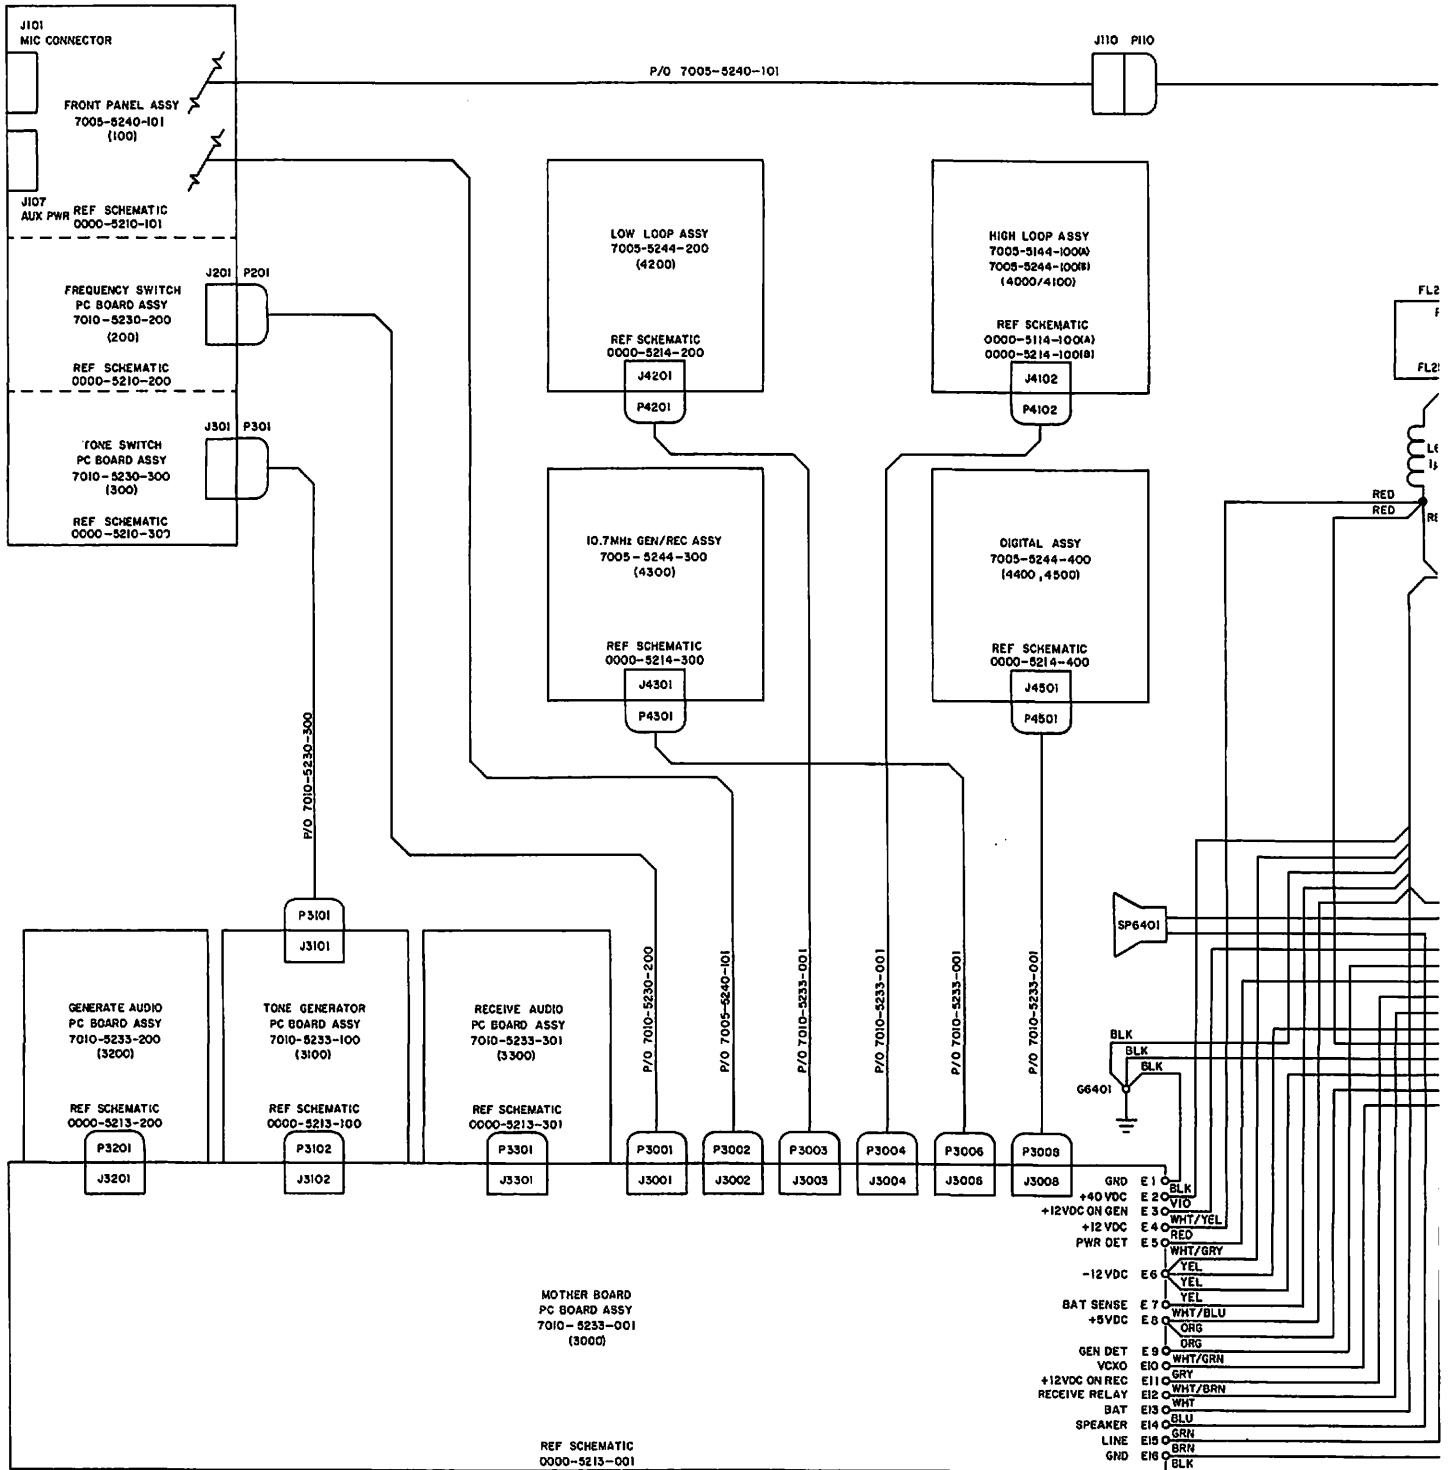 J101
MIC CONNECTOR
FRONT PANEL ASSY
7005-5240-101
(100)
J107
AUX PWR
REF SCHEMATIC
0000-5210-101
P/O 7005-5240-101
J110 P110
J201 P201
FREQUENCY SWITCH
PC BOARD ASSY
7010-5230-200
(200)
REF SCHEMATIC
0000-5210-200
J301 P301
TONE SWITCH
PC BOARD ASSY
7010-5230-300
(300)
REF SCHEMATIC
0000-5210-300
LOW LOOP ASSY
7005-5244-200
(4200)
REF SCHEMATIC
0000-5214-200
J4201
P4201
HIGH LOOP ASSY
7005-5144-100(A)
7005-5244-100(B)
(4000/4100)
REF SCHEMATIC
0000-5114-100(A)
0000-5214-100(B)
J4102
P4102
10.7MHz GEN/REC ASSY
7005-5244-300
(4300)
REF SCHEMATIC
0000-5214-300
J4301
P4301
DIGITAL ASSY
7005-5244-400
(4400,4500)
REF SCHEMATIC
0000-5214-400
J4501
P4501
RED
RED
P/O 7010-5230-300
P3101
J3101
GENERATE AUDIO
PC BOARD ASSY
7010-5233-200
(3200)
REF SCHEMATIC
0000-5213-200
P3201
J3201
TONE GENERATOR
PC BOARD ASSY
7010-5233-100
(3100)
REF SCHEMATIC
0000-5213-100
P3102
J3102
RECEIVE AUDIO
PC BOARD ASSY
7010-5233-301
(3300)
REF SCHEMATIC
0000-5213-301
P3301
J3301
P/O 7010-5230-200
P/O 7005-5240-101
P/O 7010-5233-001
P/O 7010-5233-001
P/O 7010-5233-001
P/O 7010-5233-001
P3001
J3001
P3002
J3002
P3003
J3003
P3004
J3004
P3006
J3006
P3008
J3008
SP6401
BLK
BLK
BLK
G6401
GND E1
BLK
+40 VDC E2
VIO
+12VDC ON GEN E3
WHT/YEL
+12 VDC E4
RED
PWR DET E5
WHT/GRY
YEL
-12 VDC E6
YEL
YEL
BAT SENSE E7
WHT/BLU
+5VDC E8
ORG
ORG
GEN DET E9
WHT/GRN
VCXO E10
GRY
+12VDC ON REC E11
WHT/BRN
RECEIVE RELAY E12
WHT
BAT E13
BLU
SPEAKER E14
GRN
LINE E15
BRN
GND E16
BLK
MOTHER BOARD
PC BOARD ASSY
7010-5233-001
(3000)
REF SCHEMATIC
0000-5213-001